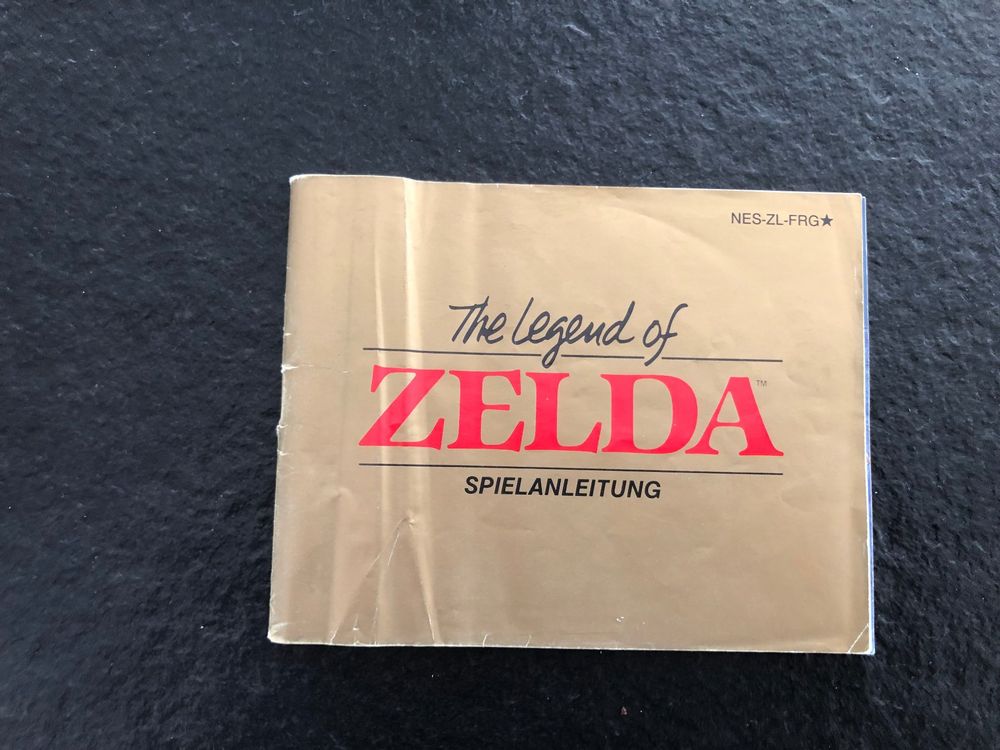 NES-ZL-FRG★
The Legend of
ZELDA™
SPIELANLEITUNG